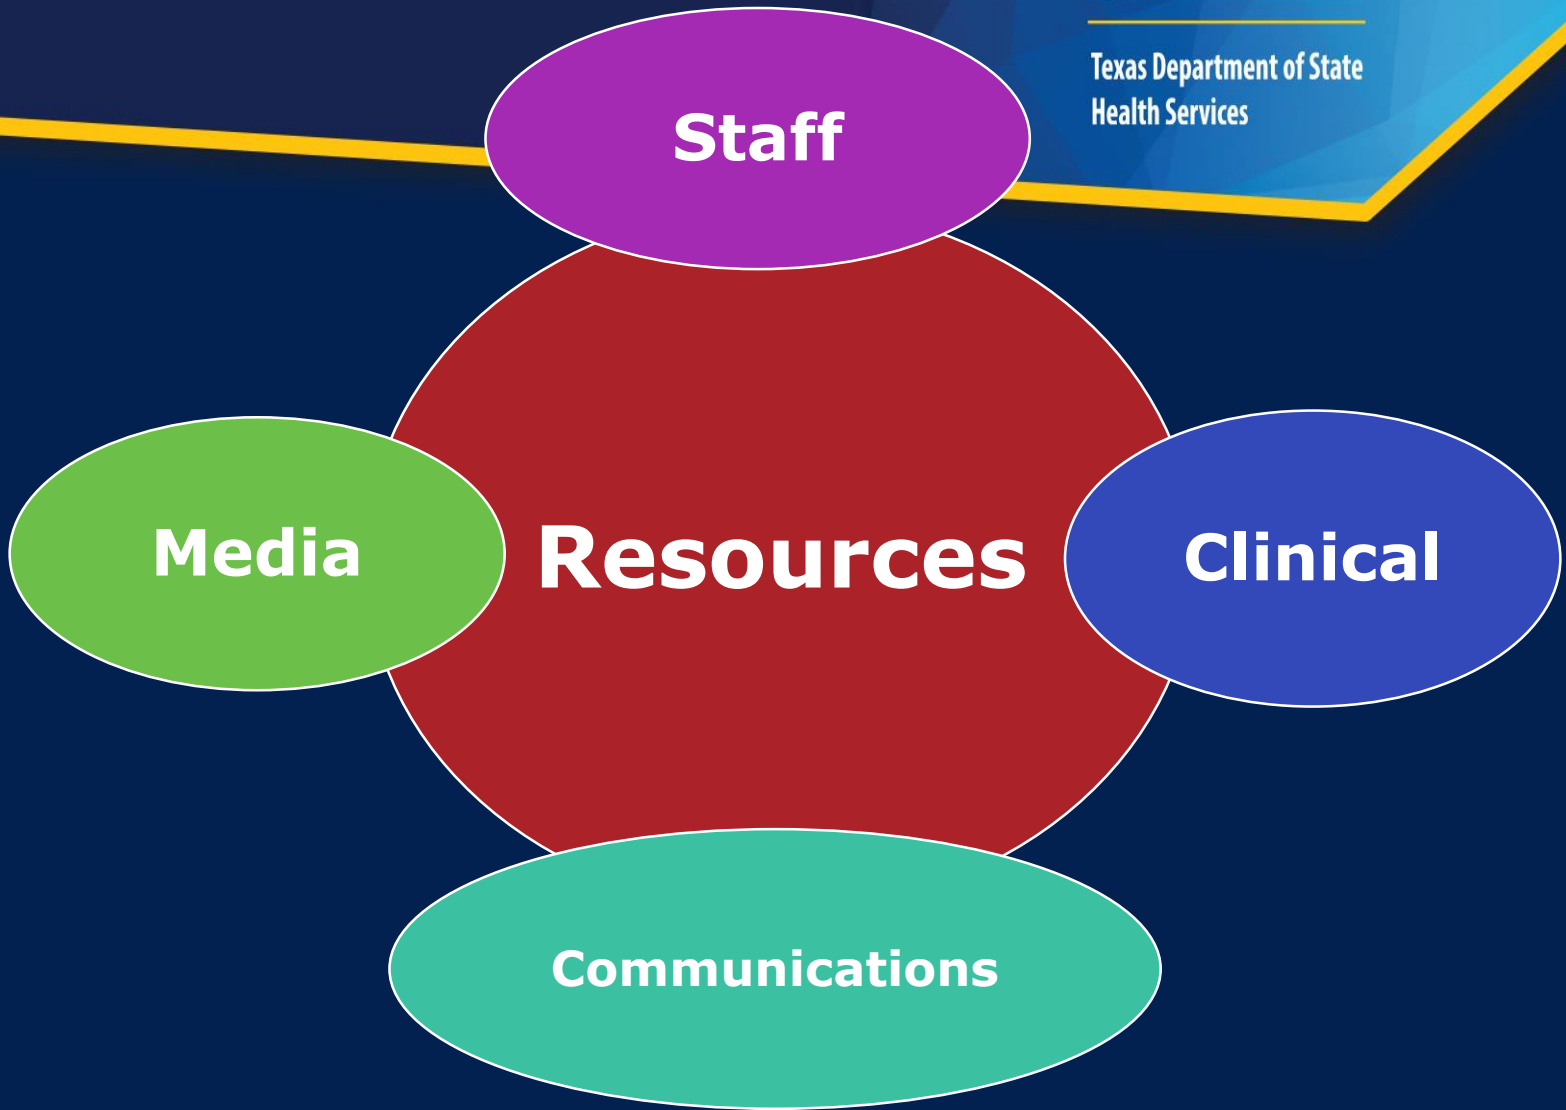 Texas Department of State
Health Services
Staff
Media
Resources
Clinical
Communications